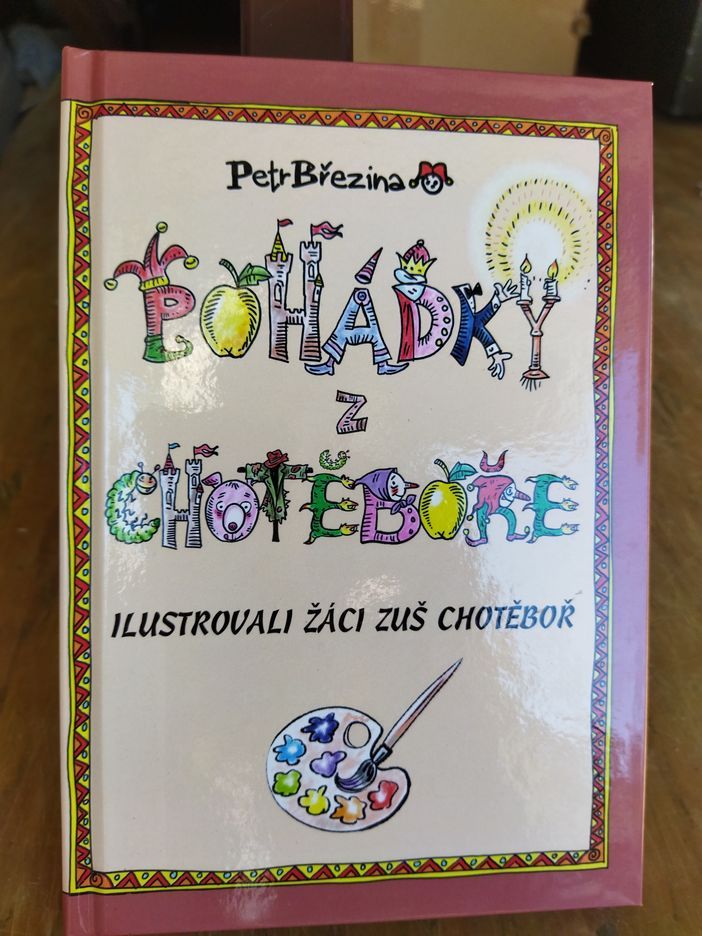 Petr Březina
POHÁDKY
Z
CHOTĚBOŘE
ILUSTROVALI ŽÁCI ZUŠ CHOTĚBOŘ